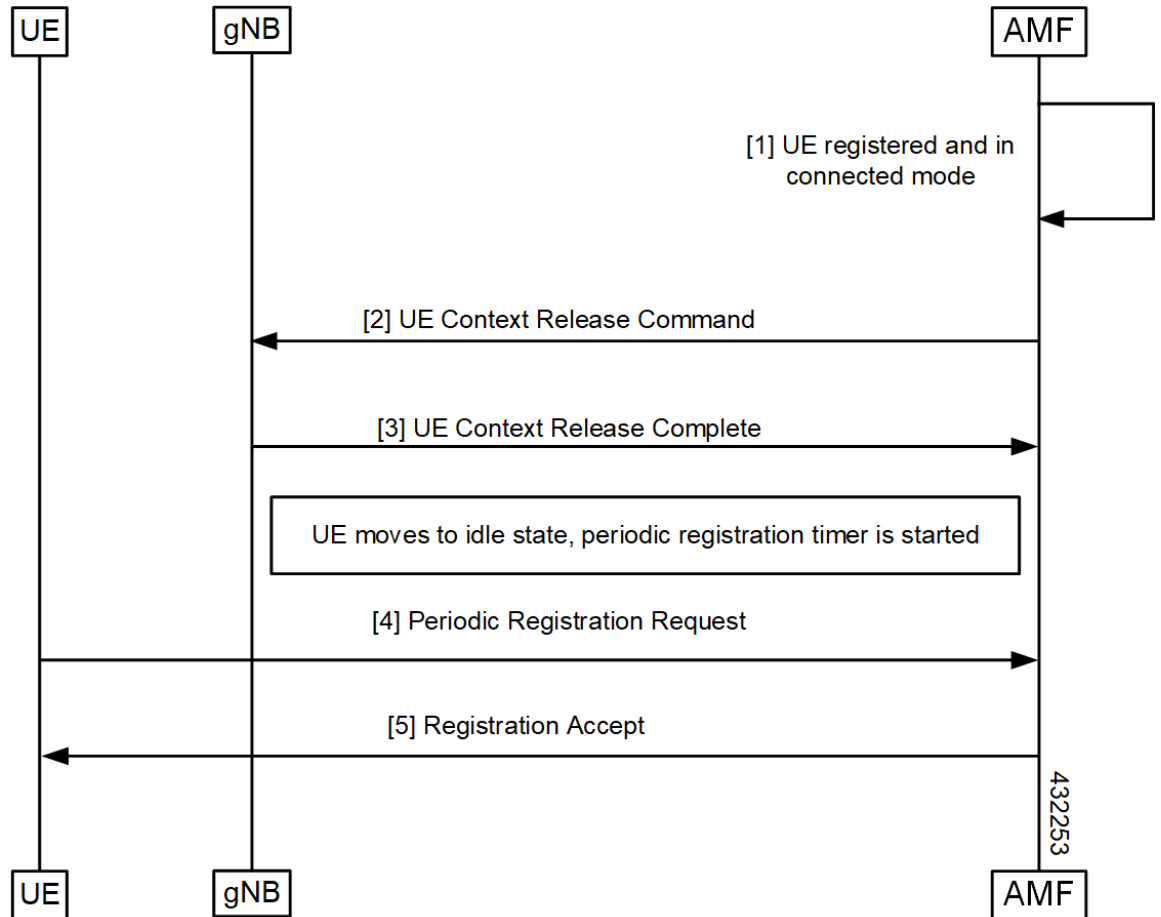 UE
gNB
AMF
[1] UE registered and in
connected mode
[2] UE Context Release Command
[3] UE Context Release Complete
UE moves to idle state, periodic registration timer is started
[4] Periodic Registration Request
[5] Registration Accept
432253
UE
gNB
AMF